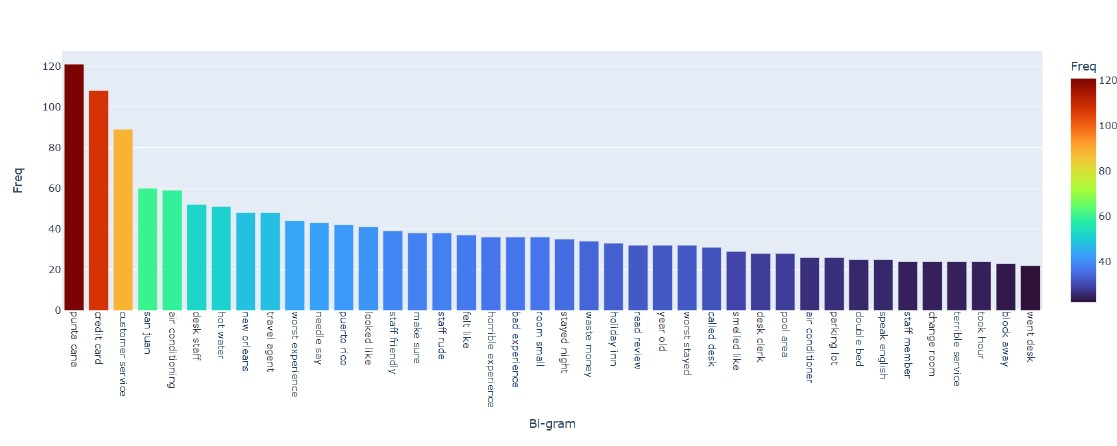 Freq
120
100
80
60
40
20
0
Freq
120
100
80
60
40
punta cana
credit card
customer service
san juan
air conditioning
desk staff
hot water
new orleans
travel agent
worst experience
needle say
puerto rico
looked like
staff friendly
make sure
staff rude
felt like
horrible experience
bad experience
room small
stayed night
waste money
holiday inn
read review
year old
worst stayed
called desk
smelled like
desk clerk
pool area
air conditioner
parking lot
double bed
speak english
staff member
change room
terrible service
took hour
block away
went desk
Bi-gram